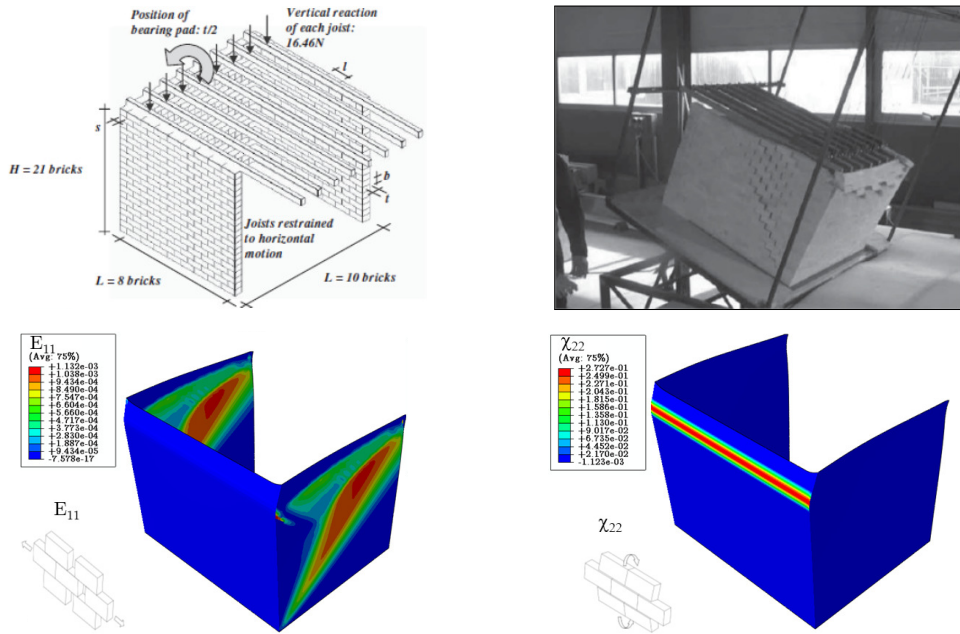 Position of
bearing pad: t/2
Vertical reaction
of each joist:
16.46N
l
s
H = 21 bricks
b
t
Joists restrained
to horizontal
motion
L = 8 bricks
L = 10 bricks
E11
(Avg: 75%)
+1.132e-03
+1.038e-03
+9.434e-04
+8.490e-04
+7.547e-04
+6.604e-04
+5.660e-04
+4.717e-04
+3.773e-04
+2.830e-04
+1.887e-04
+9.434e-05
-7.578e-17
E11
χ22
(Avg: 75%)
+2.727e-01
+2.499e-01
+2.271e-01
+2.043e-01
+1.815e-01
+1.586e-01
+1.358e-01
+1.130e-01
+9.017e-02
+6.735e-02
+4.452e-02
+2.170e-02
-1.123e-03
χ22